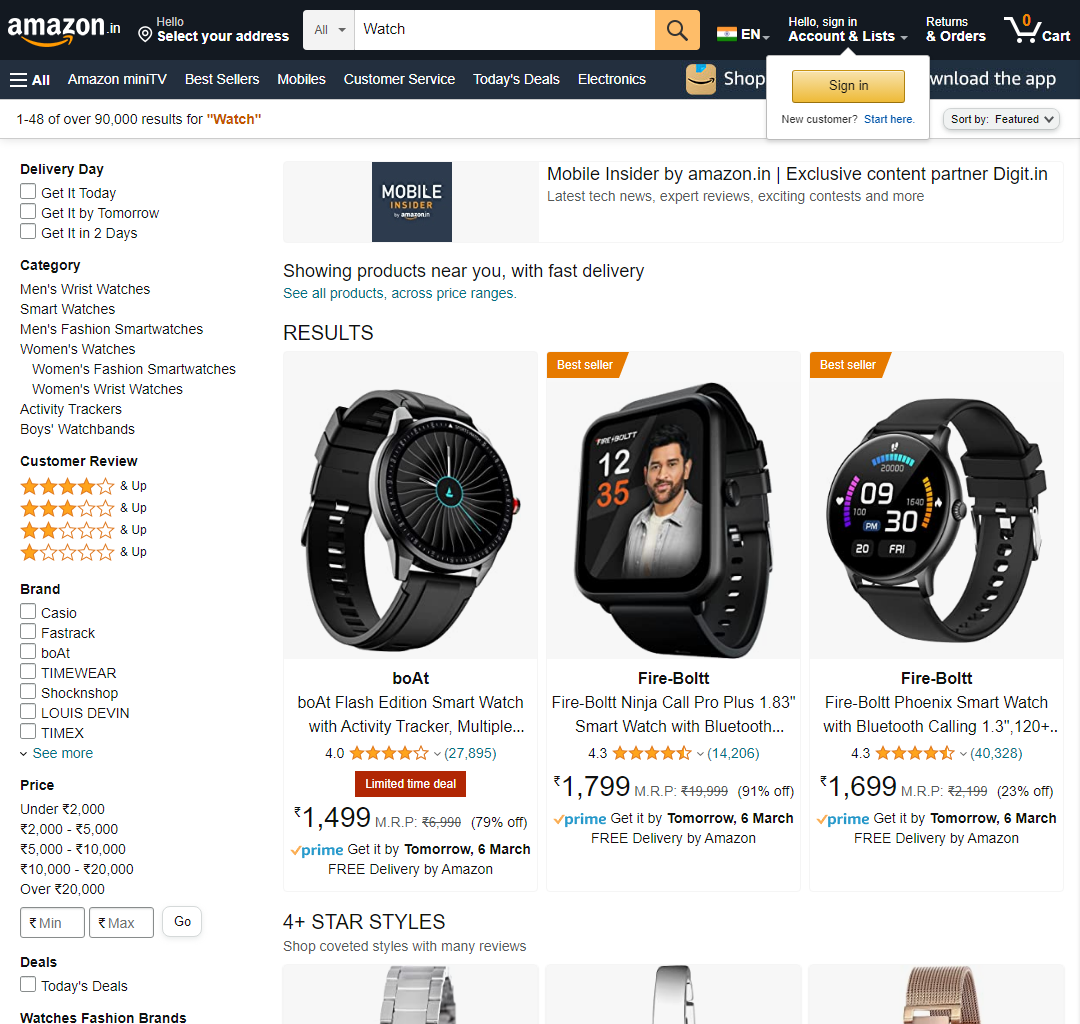 amazon.in
Hello
Select your address
All
Watch
EN
Hello, sign in
Account & Lists
Returns
& Orders
0
Cart
All
Amazon miniTV
Best Sellers
Mobiles
Customer Service
Today's Deals
Electronics
Shop
wnload the app
Sign in
New customer? Start here.
1-48 of over 90,000 results for "Watch"
Sort by: Featured
Delivery Day
Get It Today
Get It by Tomorrow
Get It in 2 Days
Category
Men's Wrist Watches
Smart Watches
Men's Fashion Smartwatches
Women's Watches
Women's Fashion Smartwatches
Women's Wrist Watches
Activity Trackers
Boys' Watchbands
Customer Review
& Up
& Up
& Up
& Up
Brand
Casio
Fastrack
boAt
TIMEWEAR
Shocknshop
LOUIS DEVIN
TIMEX
See more
Price
Under ₹2,000
₹2,000 - ₹5,000
₹5,000 - ₹10,000
₹10,000 - ₹20,000
Over ₹20,000
₹ Min
₹ Max
Go
Deals
Today's Deals
Watches Fashion Brands
MOBILE
INSIDER
by amazon.in
Mobile Insider by amazon.in | Exclusive content partner Digit.in
Latest tech news, expert reviews, exciting contests and more
Showing products near you, with fast delivery
See all products, across price ranges.
RESULTS
boAt
boAt Flash Edition Smart Watch
with Activity Tracker, Multiple...
4.0 (27,895)
Limited time deal
₹1,499 M.R.P: ₹6,990 (79% off)
prime Get it by Tomorrow, 6 March
FREE Delivery by Amazon
Best seller
FIRE-BOLTT
12
35
Fire-Boltt
Fire-Boltt Ninja Call Pro Plus 1.83"
Smart Watch with Bluetooth...
4.3 (14,206)
₹1,799 M.R.P: ₹19,999 (91% off)
prime Get it by Tomorrow, 6 March
FREE Delivery by Amazon
Best seller
20000
09
1640
100
PM
30
20
FRI
Fire-Boltt
Fire-Boltt Phoenix Smart Watch
with Bluetooth Calling 1.3",120+..
4.3 (40,328)
₹1,699 M.R.P: ₹2,199 (23% off)
prime Get it by Tomorrow, 6 March
FREE Delivery by Amazon
4+ STAR STYLES
Shop coveted styles with many reviews